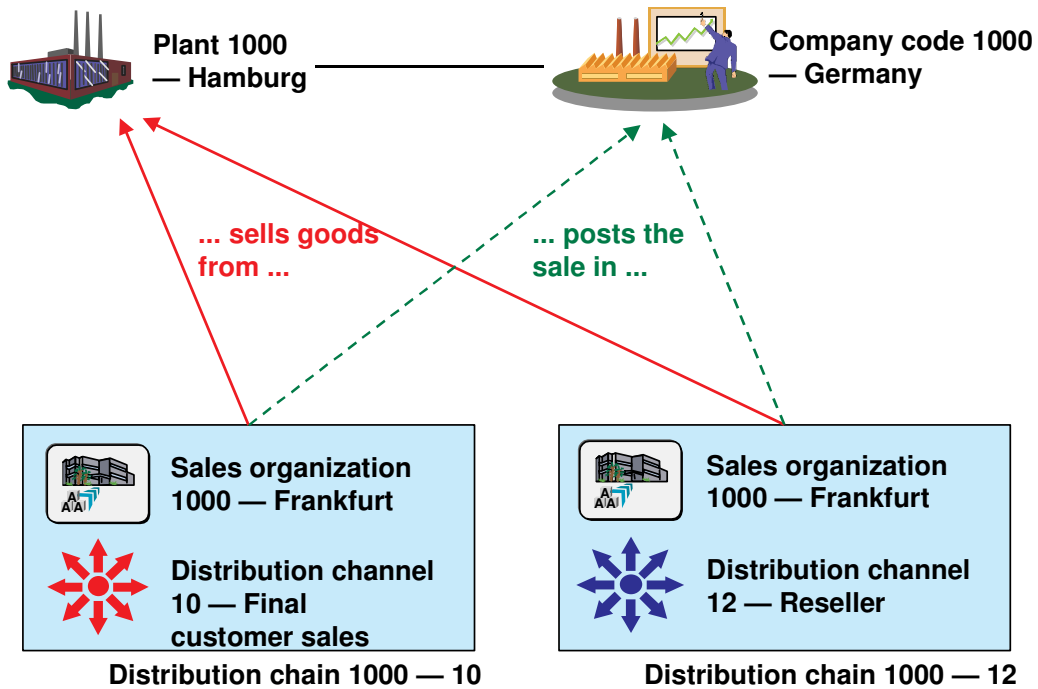 Plant 1000
— Hamburg
Company code 1000
— Germany
... sells goods
from ...
... posts the
sale in ...
Sales organization
1000 — Frankfurt
Distribution channel
10 — Final
customer sales
Distribution chain 1000 — 10
Sales organization
1000 — Frankfurt
Distribution channel
12 — Reseller
Distribution chain 1000 — 12
A
A A
A
A A